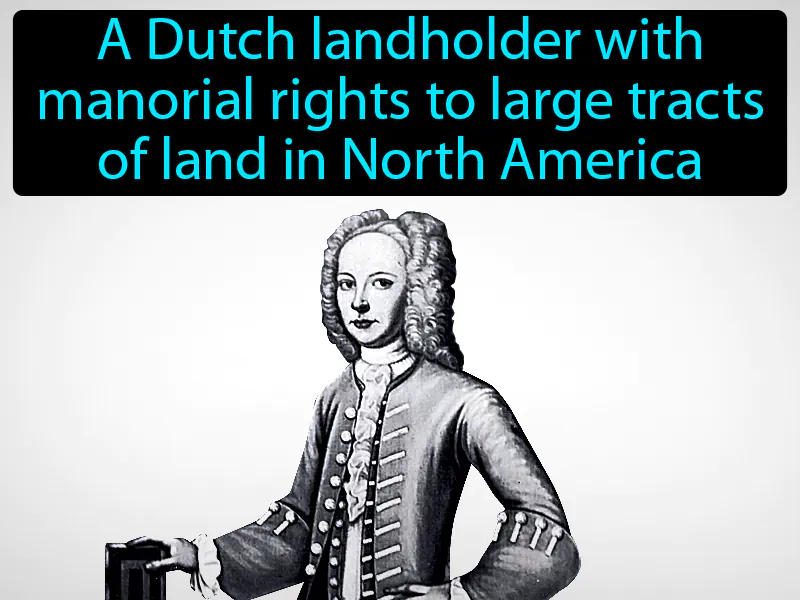 A Dutch landholder with
manorial rights to large tracts
of land in North America